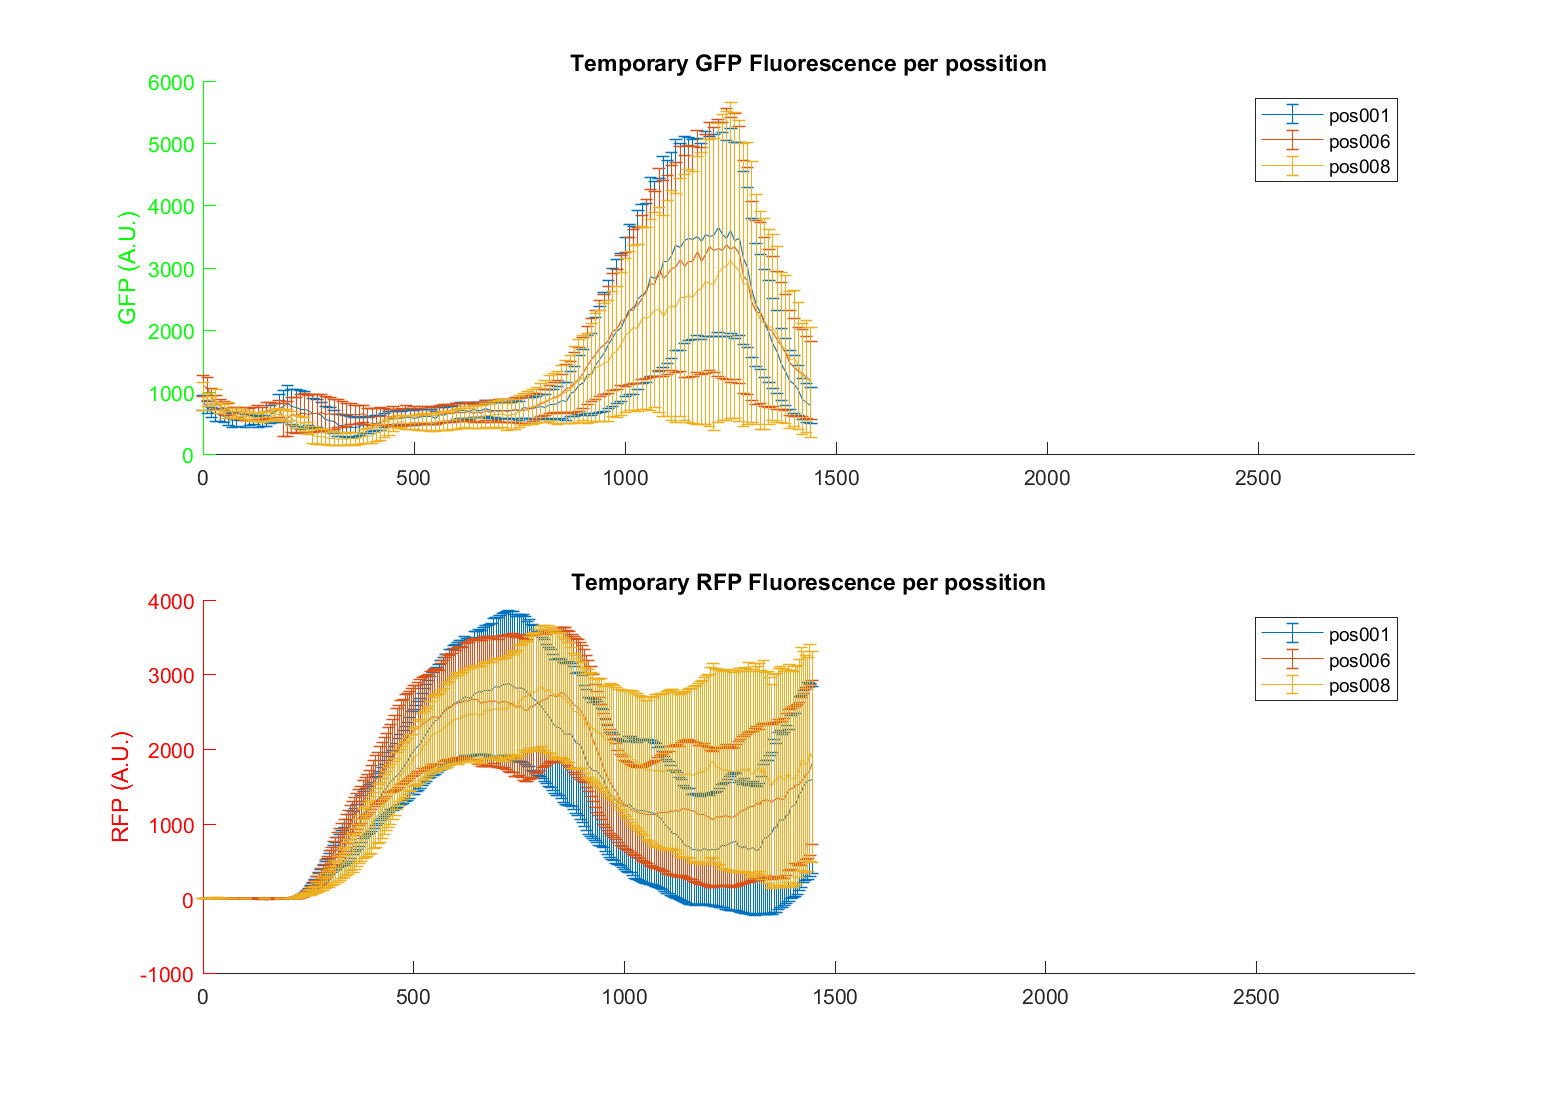 Temporary GFP Fluorescence per possition
6000
5000
4000
3000
2000
1000
0
GFP (A.U.)
0 500 1000 1500 2000 2500
pos001
pos006
pos008
Temporary RFP Fluorescence per possition
4000
3000
2000
1000
0
-1000
RFP (A.U.)
0 500 1000 1500 2000 2500
pos001
pos006
pos008